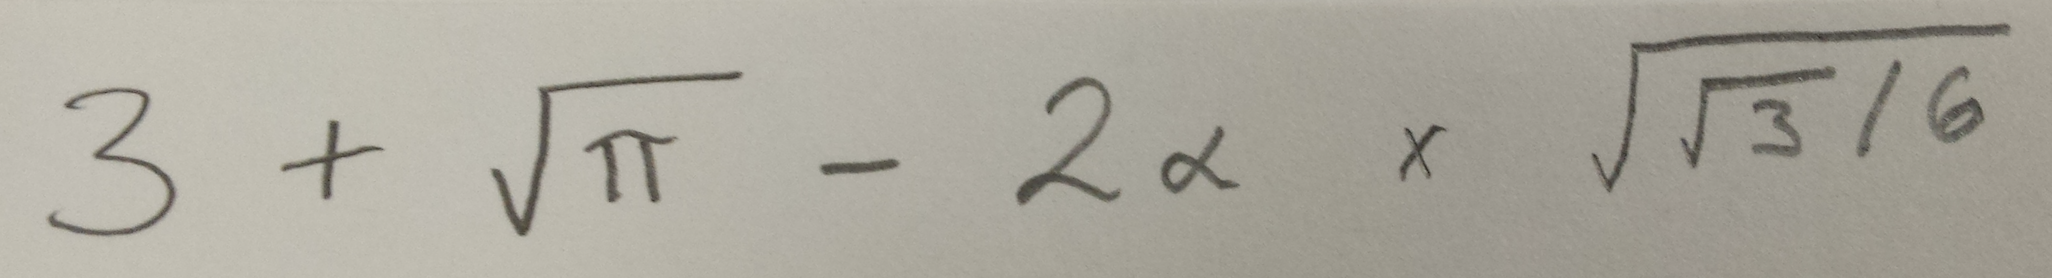 3 + √π - 2α × √(√3 / 6)